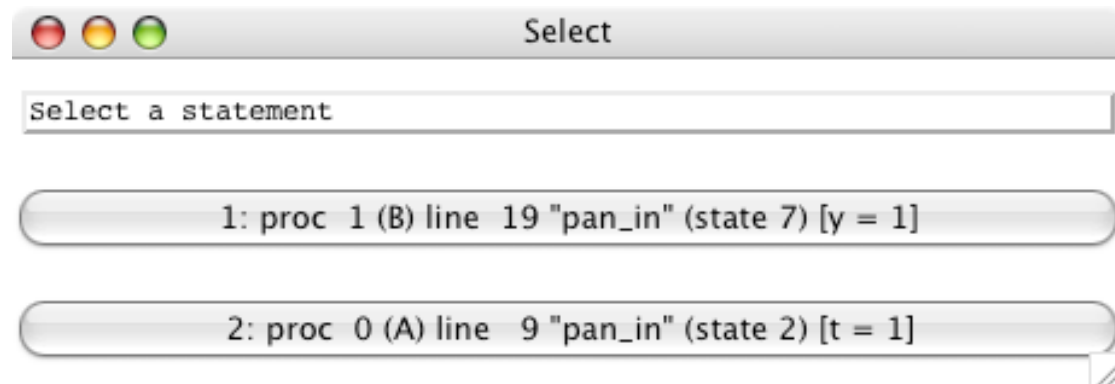 Select
Select a statement
1: proc  1 (B) line  19 "pan_in" (state 7) [y = 1]
2: proc  0 (A) line   9 "pan_in" (state 2) [t = 1]